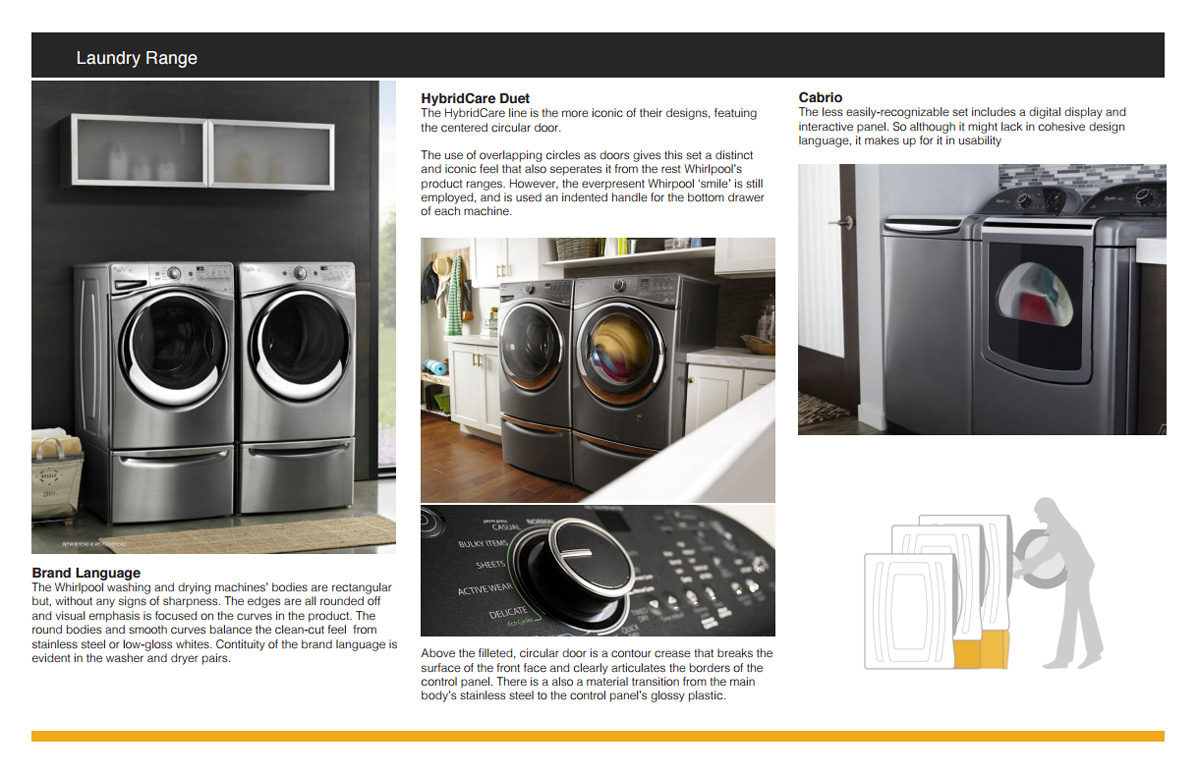 Laundry Range
Brand Language
The Whirlpool washing and drying machines' bodies are rectangular
but, without any signs of sharpness. The edges are all rounded off
and visual emphasis is focused on the curves in the product. The
round bodies and smooth curves balance the clean-cut feel from
stainless steel or low-gloss whites. Contituity of the brand language is
evident in the washer and dryer pairs.
HybridCare Duet
The HybridCare line is the more iconic of their designs, featuing
the centered circular door.
The use of overlapping circles as doors gives this set a distinct
and iconic feel that also seperates it from the rest Whirlpool's
product ranges. However, the everpresent Whirpool 'smile' is still
employed, and is used an indented handle for the bottom drawer
of each machine.
CASUAL
NORMAL
BULKY ITEMS
SHEETS
ACTIVE WEAR
DELICATE
Eco Cycles
Above the filleted, circular door is a contour crease that breaks the
surface of the front face and clearly articulates the borders of the
control panel. There is a also a material transition from the main
body's stainless steel to the control panel's glossy plastic.
Cabrio
The less easily-recognizable set includes a digital display and
interactive panel. So although it might lack in cohesive design
language, it makes up for it in usability